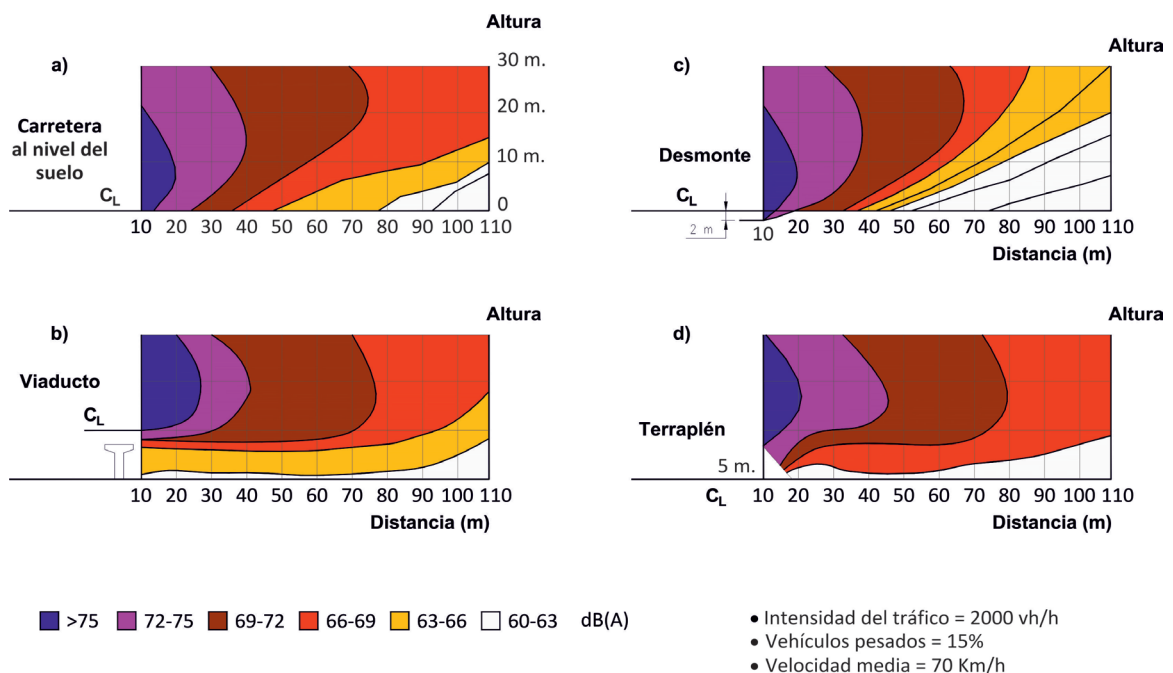 Altura
a)
30 m.
20 m.
Carretera
al nivel del
suelo
10 m.
C_L
0
10 20 30 40 50 60 70 80 90 100 110
Altura
c)
Desmonte
C_L
2 m
10 20 30 40 50 60 70 80 90 100 110
Distancia (m)
Altura
b)
Viaducto
C_L
10 20 30 40 50 60 70 80 90 100 110
Distancia (m)
Altura
d)
Terraplén
5 m.
C_L
10 20 30 40 50 60 70 80 90 100 110
Distancia (m)
>75 72-75 69-72 66-69 63-66 60-63 dB(A)
• Intensidad del tráfico = 2000 vh/h
• Vehículos pesados = 15%
• Velocidad media = 70 Km/h